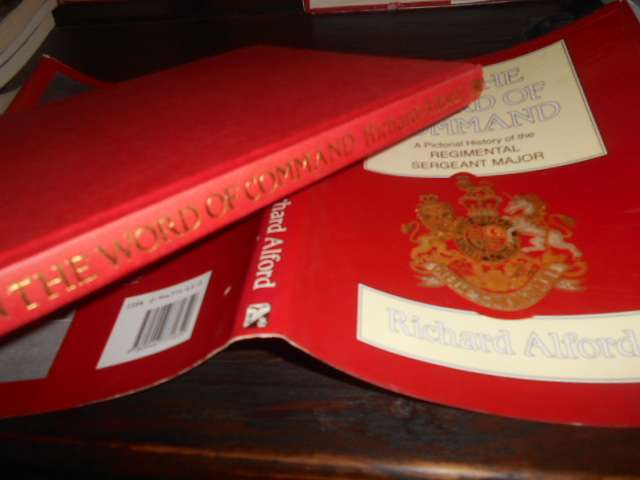 N THE WORD OF COMMAND Richard Alford
THE
WORD OF
COMMAND
A Pictorial History of the
REGIMENTAL
SERGEANT MAJOR
Richard Alford
Richard Alford
ISBN